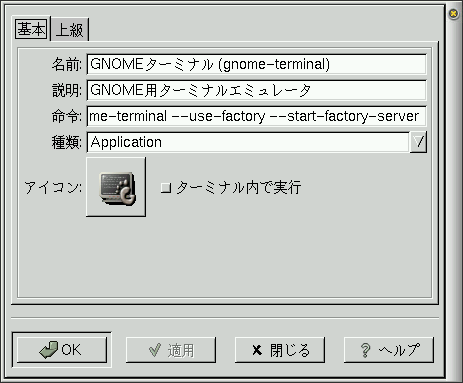 基本 上級
名前: GNOMEターミナル (gnome-terminal)
説明: GNOME用ターミナルエミュレータ
命令: me-terminal --use-factory --start-factory-server
種類: Application
アイコン: ターミナル内で実行
OK 適用 閉じる ヘルプ